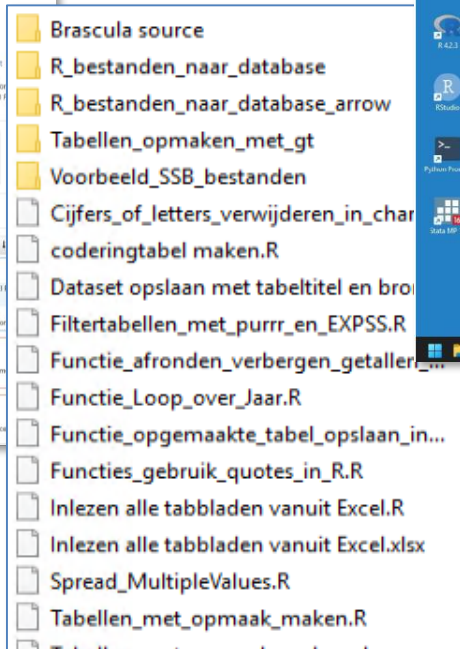 Brascula source
R_bestanden_naar_database
R_bestanden_naar_database_arrow
Tabellen_opmaken_met_gt
Voorbeeld_SSB_bestanden
Cijfers_of_letters_verwijderen_in_char
coderingtabel maken.R
Dataset opslaan met tabeltitel en bro
Filtertabellen_met_purrr_en_EXPSS.R
Functie_afronden_verbergen_getallen_...
Functie_Loop_over_Jaar.R
Functie_opgemaakte_tabel_opslaan_in...
Functies_gebruik_quotes_in_R.R
Inlezen alle tabbladen vanuit Excel.R
Inlezen alle tabbladen vanuit Excel.xlsx
Spread_MultipleValues.R
Tabellen_met_opmaak_maken.R
R 4.2.3
RStudio
Stata MP